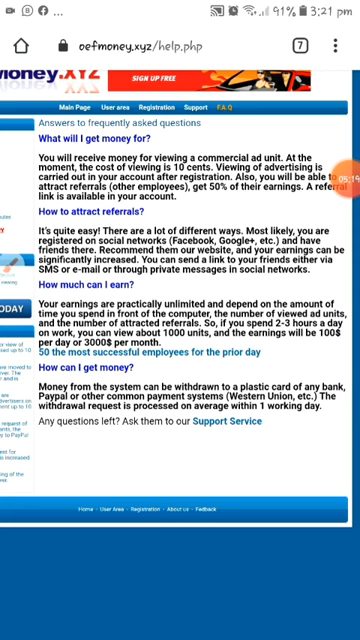 91% 3:21 pm
oefmoney.xyz/help.php
7
money.XYZ
SIGN UP FREE
Main Page User area Registration Support F.A.Q
Answers to frequently asked questions
What will I get money for?
You will receive money for viewing a commercial ad unit. At the
moment, the cost of viewing is 10 cents. Viewing of advertising is
carried out in your account after registration. Also, you will be able to
attract referrals (other employees), get 50% of their earnings. A referral
link is available in your account.
How to attract referrals?
It's quite easy! There are a lot of different ways. Most likely, you are
registered on social networks (Facebook, Google+, etc.) and have
friends there. Recommend them our website, and your earnings can be
significantly increased. You can send a link to your friends either via
SMS or e-mail or through private messages in social networks.
How much can I earn?
Your earnings are practically unlimited and depend on the amount of
time you spend in front of the computer, the number of viewed ad units,
and the number of attracted referrals. So, if you spend 2-3 hours a day
on work, you can view about 1000 units, and the earnings will be 100$
per day or 3000$ per month.
50 the most successful employees for the prior day
How can I get money?
Money from the system can be withdrawn to a plastic card of any bank,
Paypal or other common payment systems (Western Union, etc.) The
withdrawal request is processed on average within 1 working day.
Any questions left? Ask them to our Support Service
TODAY
Home - User Area - Registration - About us - Fedback